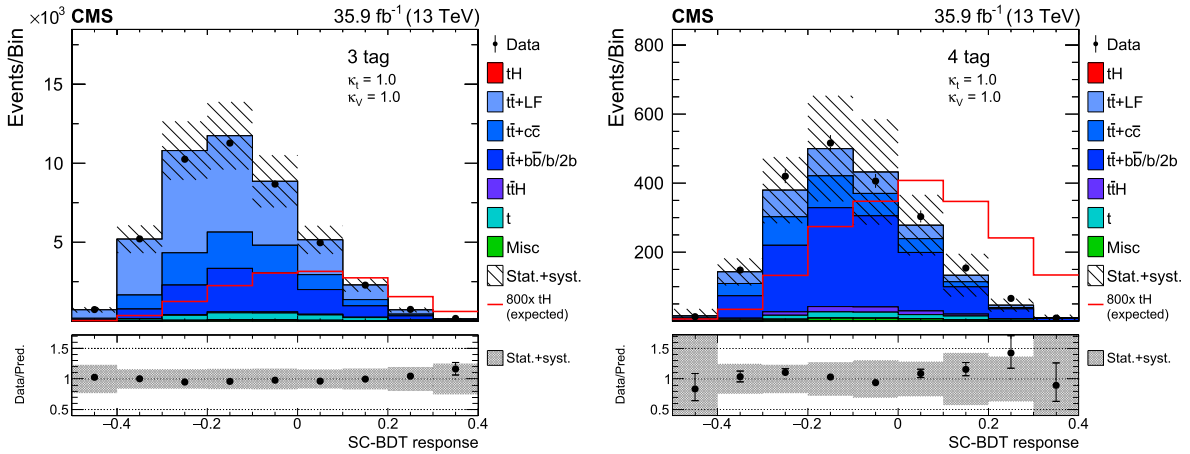 CMS 35.9 fb⁻¹ (13 TeV)
×10³
Events/Bin
15
10
5
3 tag
κt = 1.0
κV = 1.0
Data
tH
tt̄+LF
tt̄+cc̄
tt̄+bb̄/b/2b
tt̄H
t
Misc
Stat.+syst.
800x tH
(expected)
Data/Pred.
1.5
1
0.5
Stat.+syst.
−0.4 −0.2 0 0.2 0.4
SC-BDT response
CMS 35.9 fb⁻¹ (13 TeV)
Events/Bin
800
600
400
200
4 tag
κt = 1.0
κV = 1.0
Data
tH
tt̄+LF
tt̄+cc̄
tt̄+bb̄/b/2b
tt̄H
t
Misc
Stat.+syst.
800x tH
(expected)
Data/Pred.
1.5
1
0.5
Stat.+syst.
−0.4 −0.2 0 0.2 0.4
SC-BDT response